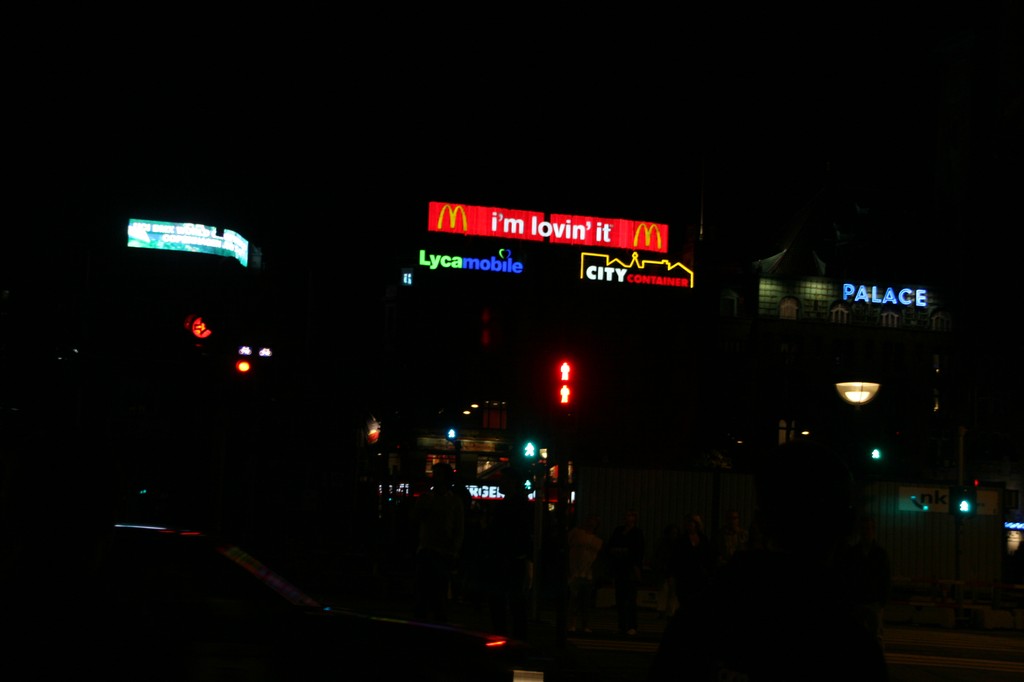 i'm lovin' it
Lycamobile
CITY CONTAINER
PALACE